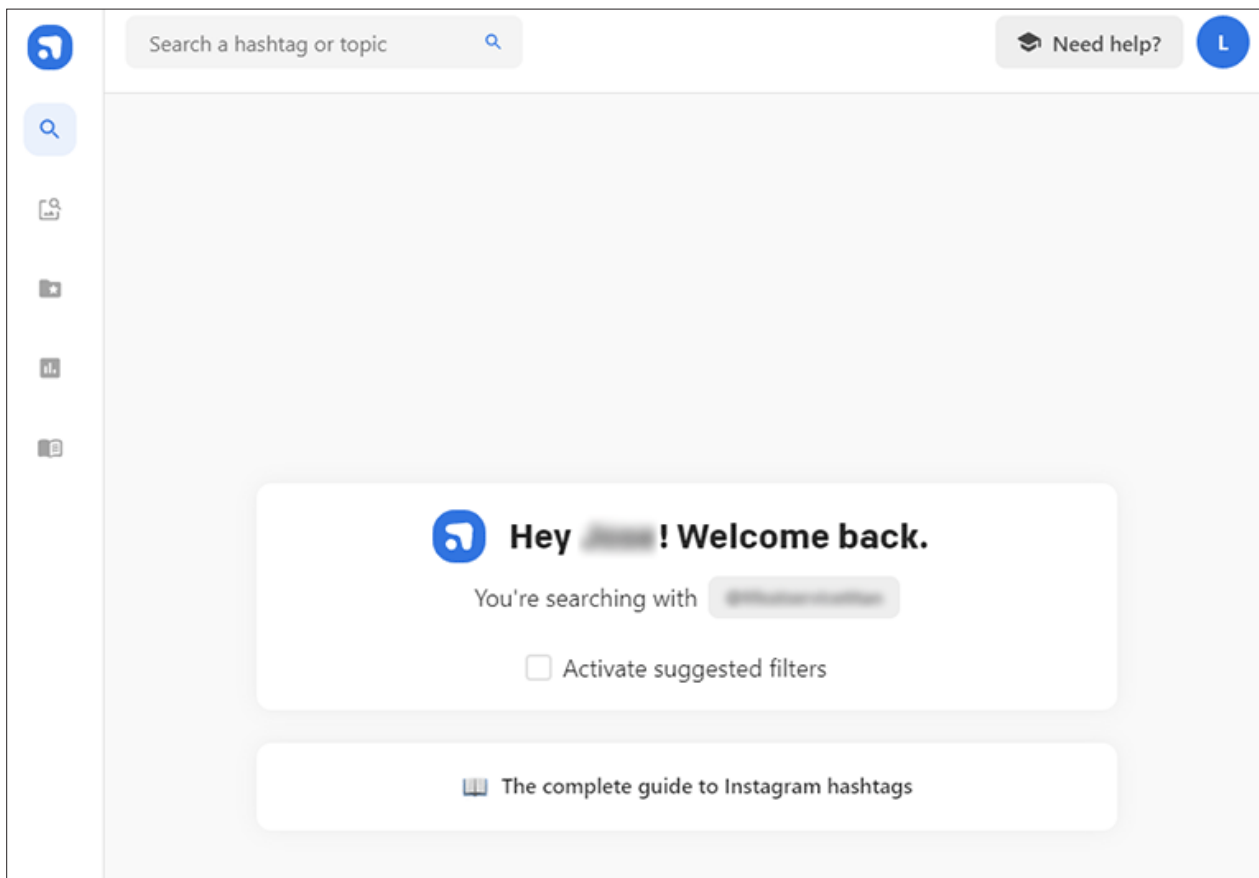 Search a hashtag or topic
Need help?
L
Hey ! Welcome back.
You're searching with
Activate suggested filters
The complete guide to Instagram hashtags